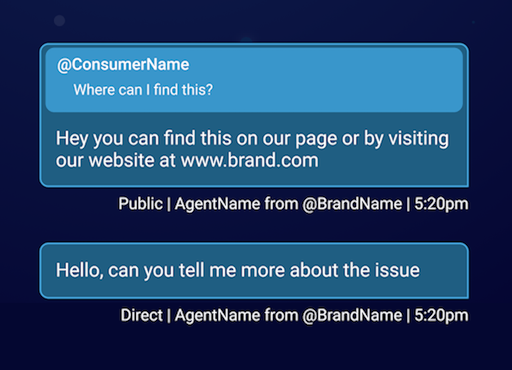 @ConsumerName
Where can I find this?
Hey you can find this on our page or by visiting
our website at www.brand.com
Public | AgentName from @BrandName | 5:20pm
Hello, can you tell me more about the issue
Direct | AgentName from @BrandName | 5:20pm